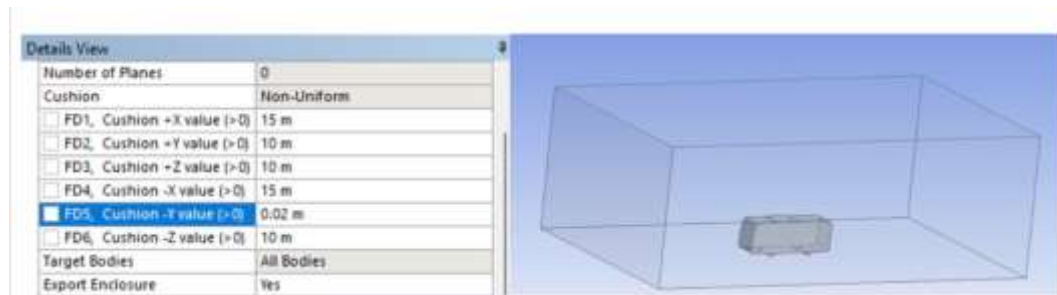 Details View
Number of Planes 0
Cushion Non-Uniform
FD1, Cushion +X value (>0) 15 m
FD2, Cushion +Y value (>0) 10 m
FD3, Cushion +Z value (>0) 10 m
FD4, Cushion -X value (>0) 15 m
FD5, Cushion -Y value (>0) 0.02 m
FD6, Cushion -Z value (>0) 10 m
Target Bodies All Bodies
Export Enclosure Yes